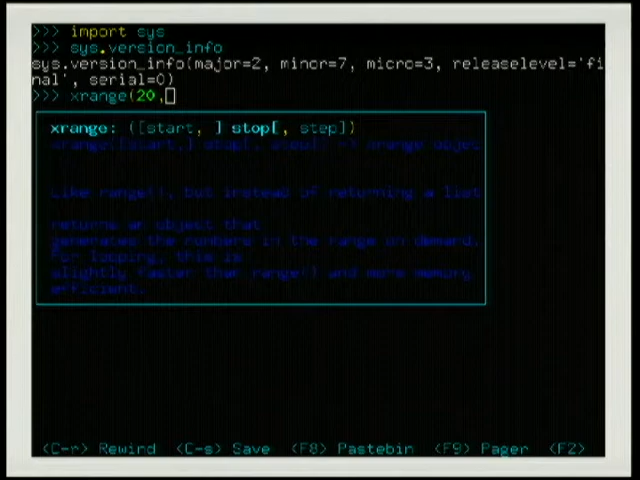 >>> import sys
>>> sys.version_info
sys.version_info(major=2, minor=7, micro=3, releaselevel='fi
nal', serial=0)
>>> xrange(20,
xrange: ([start, ] stop[, step])
xrange([start,] stop[, step]) -> xrange objec
Like range(), but instead of returning a list
returns an object that
generates the numbers in the range on demand.
For looping, this is
slightly faster than range() and more memory
efficient.
<C-r> Rewind <C-s> Save <F8> Pastebin <F9> Pager <F2>